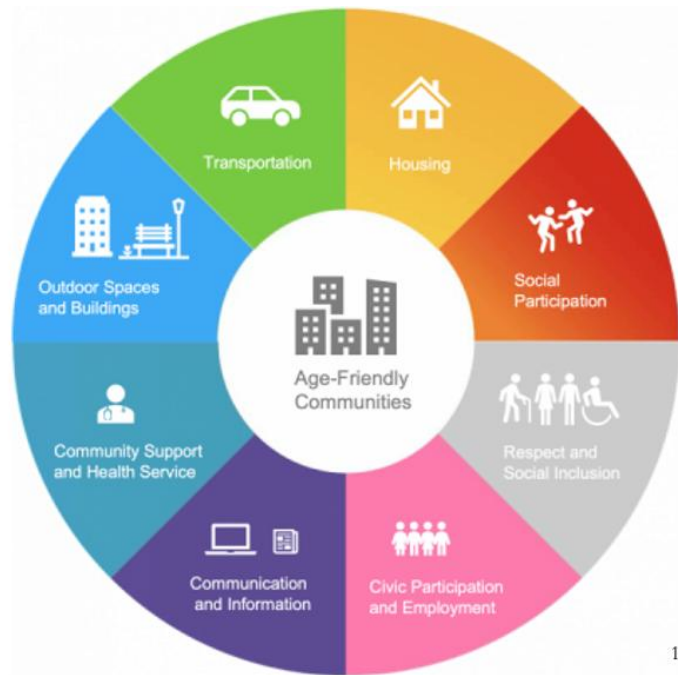 Transportation
Housing
Social
Participation
Respect and
Social Inclusion
Civic Participation
and Employment
Communication
and Information
Community Support
and Health Service
Outdoor Spaces
and Buildings
Age-Friendly
Communities
1